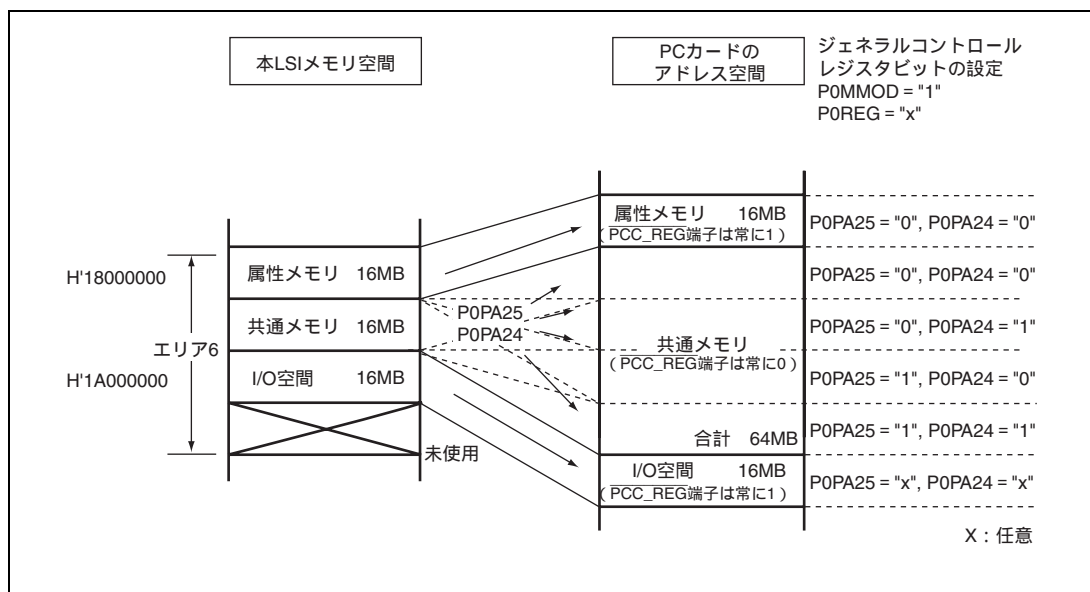 本LSIメモリ空間
PCカードの
アドレス空間
ジェネラルコントロール
レジスタビットの設定
P0MMOD = "1"
P0REG = "x"
属性メモリ 16MB
（PCC_REG端子は常に1）
P0PA25 = "0", P0PA24 = "0"
H'18000000
属性メモリ 16MB
P0PA25 = "0", P0PA24 = "0"
P0PA25
P0PA24
共通メモリ 16MB
P0PA25 = "0", P0PA24 = "1"
エリア6
共通メモリ
（PCC_REG端子は常に0）
H'1A000000
I/O空間 16MB
P0PA25 = "1", P0PA24 = "0"
合計 64MB
P0PA25 = "1", P0PA24 = "1"
未使用
I/O空間 16MB
（PCC_REG端子は常に1）
P0PA25 = "x", P0PA24 = "x"
X：任意